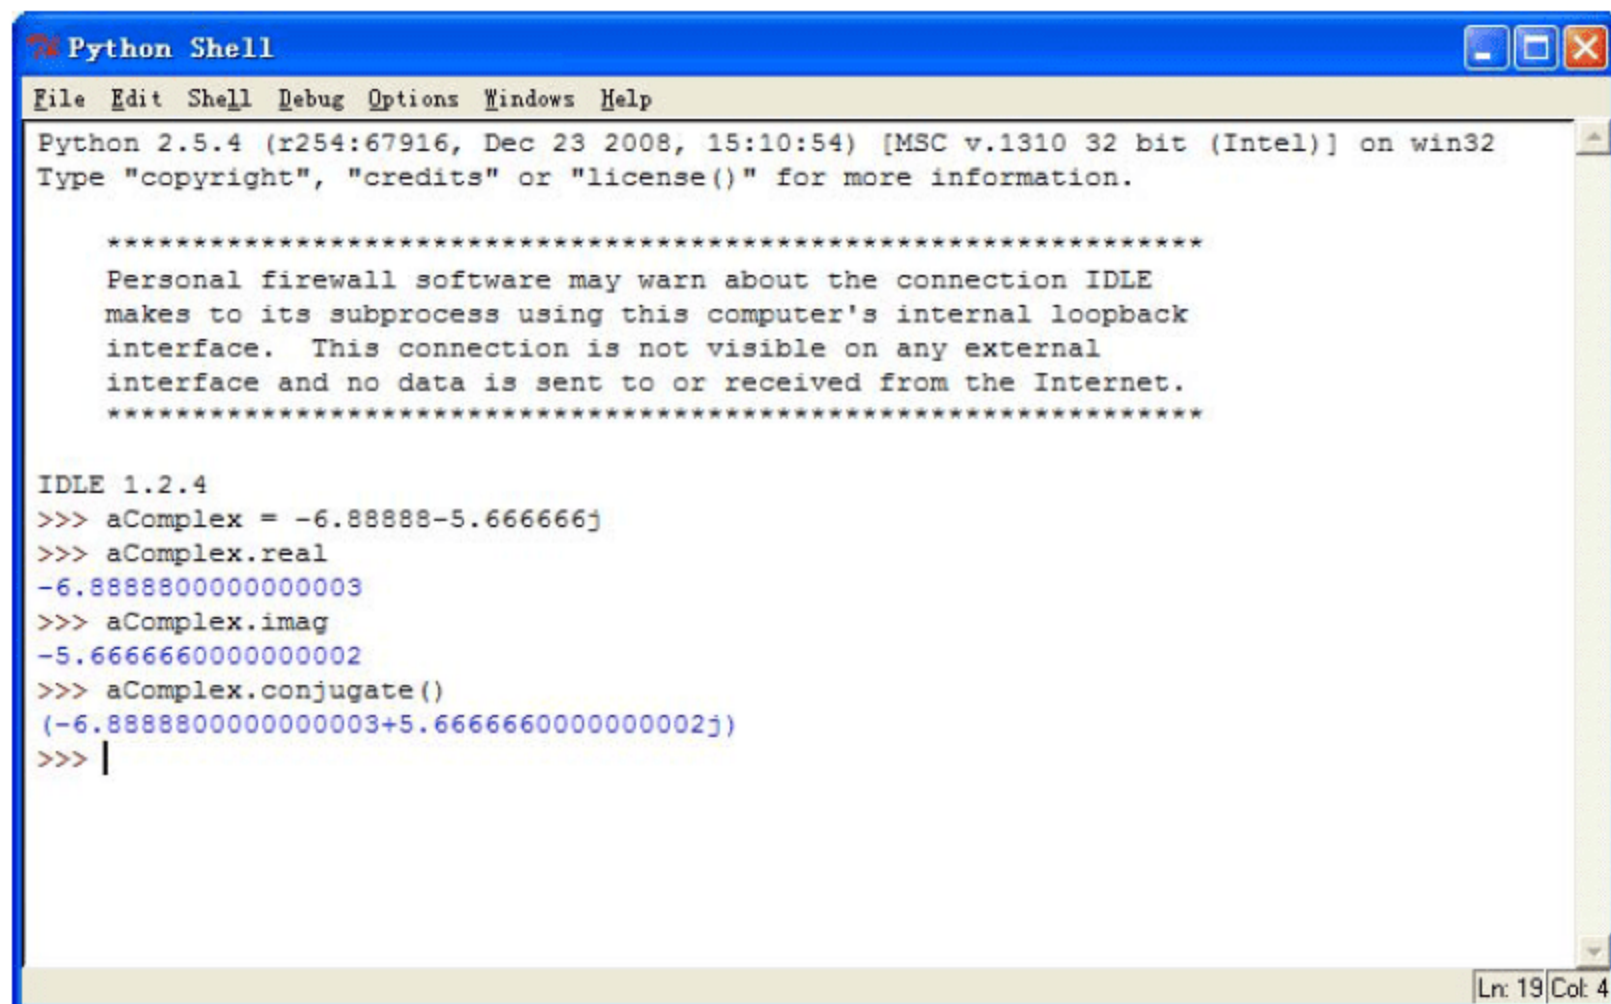 Python Shell
File Edit Shell Debug Options Windows Help
Python 2.5.4 (r254:67916, Dec 23 2008, 15:10:54) [MSC v.1310 32 bit (Intel)] on win32
Type "copyright", "credits" or "license()" for more information.
****************************************************************
Personal firewall software may warn about the connection IDLE
makes to its subprocess using this computer's internal loopback
interface.  This connection is not visible on any external
interface and no data is sent to or received from the Internet.
****************************************************************
IDLE 1.2.4
>>> aComplex = -6.88888-5.666666j
>>> aComplex.real
-6.8888800000000003
>>> aComplex.imag
-5.6666660000000002
>>> aComplex.conjugate()
(-6.8888800000000003+5.6666660000000002j)
>>>
Ln: 19 Col: 4